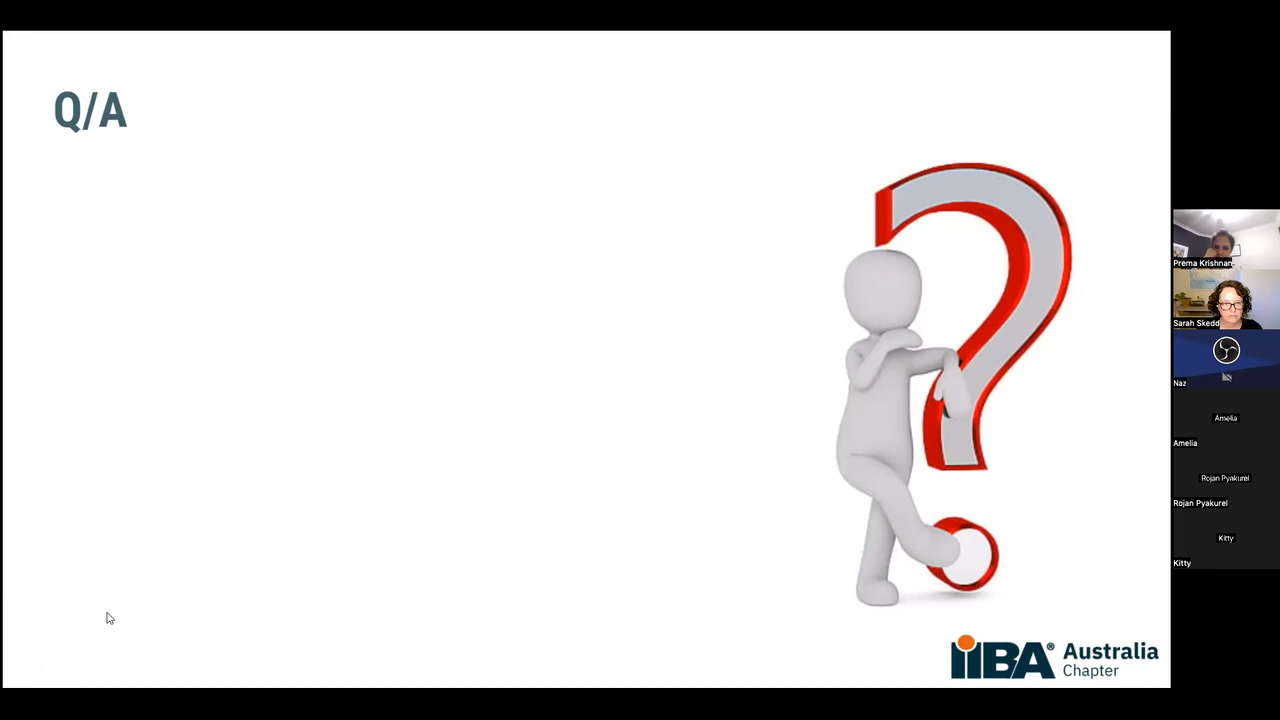 Q/A
IIBA® Australia
Chapter
Prema Krishnan
Sarah Skedd
Naz
Amelia
Amelia
Rojan Pyakurel
Rojan Pyakurel
Kitty
Kitty